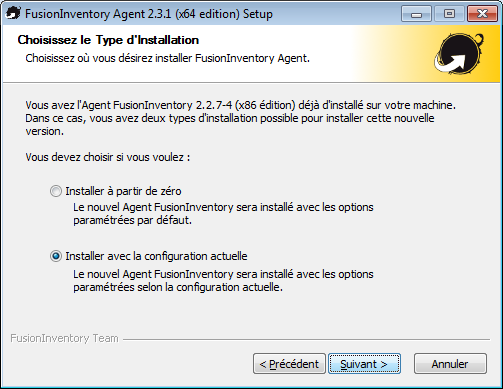 FusionInventory Agent 2.3.1 (x64 edition) Setup
Choisissez le Type d'Installation
Choisissez où vous désirez installer FusionInventory Agent.
Vous avez l'Agent FusionInventory 2.2.7-4 (x86 édition) déjà d'installé sur votre machine.
Dans ce cas, vous avez deux types d'installation possible pour installer cette nouvelle
version.
Vous devez choisir si vous voulez :
Installer à partir de zéro
Le nouvel Agent FusionInventory sera installé avec les options
paramétrées par défaut.
Installer avec la configuration actuelle
Le nouvel Agent FusionInventory sera installé avec les options
paramétrées selon la configuration actuelle.
FusionInventory Team
< Précédent
Suivant >
Annuler